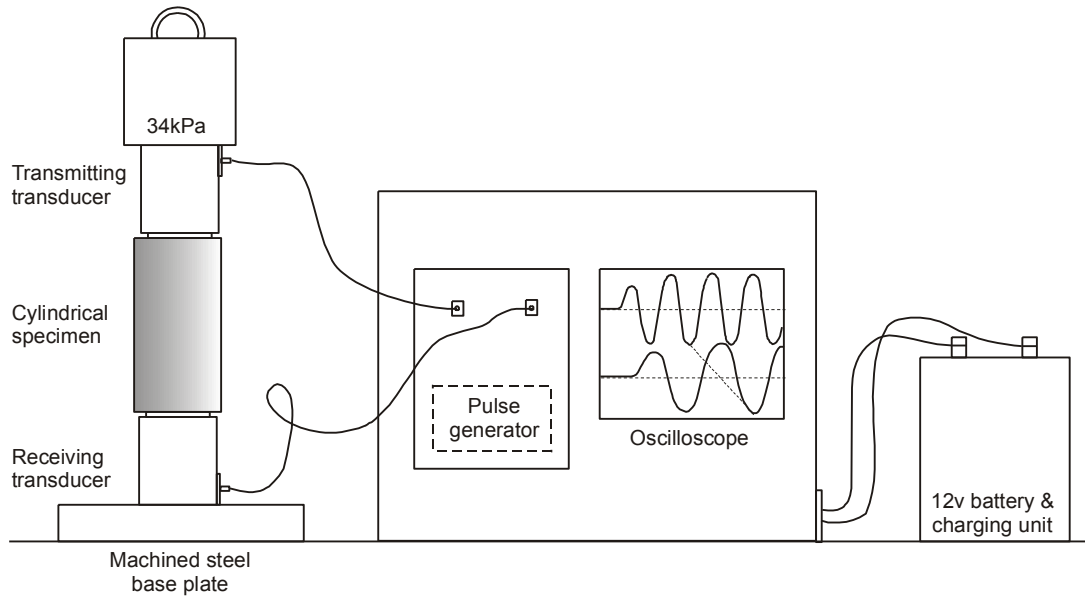 34kPa
Transmitting
transducer
Cylindrical
specimen
Receiving
transducer
Machined steel
base plate
Pulse
generator
Oscilloscope
12v battery &
charging unit